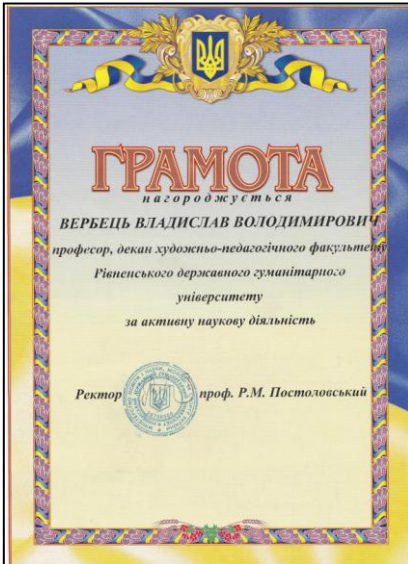 ГРАМОТА
нагороджується
ВЕРБЕЦЬ ВЛАДИСЛАВ ВОЛОДИМИРОВИЧ
професор, декан художньо-педагогічного факультету
Рівненського державного гуманітарного
університету
за активну наукову діяльність
Ректор проф. Р.М. Постоловський